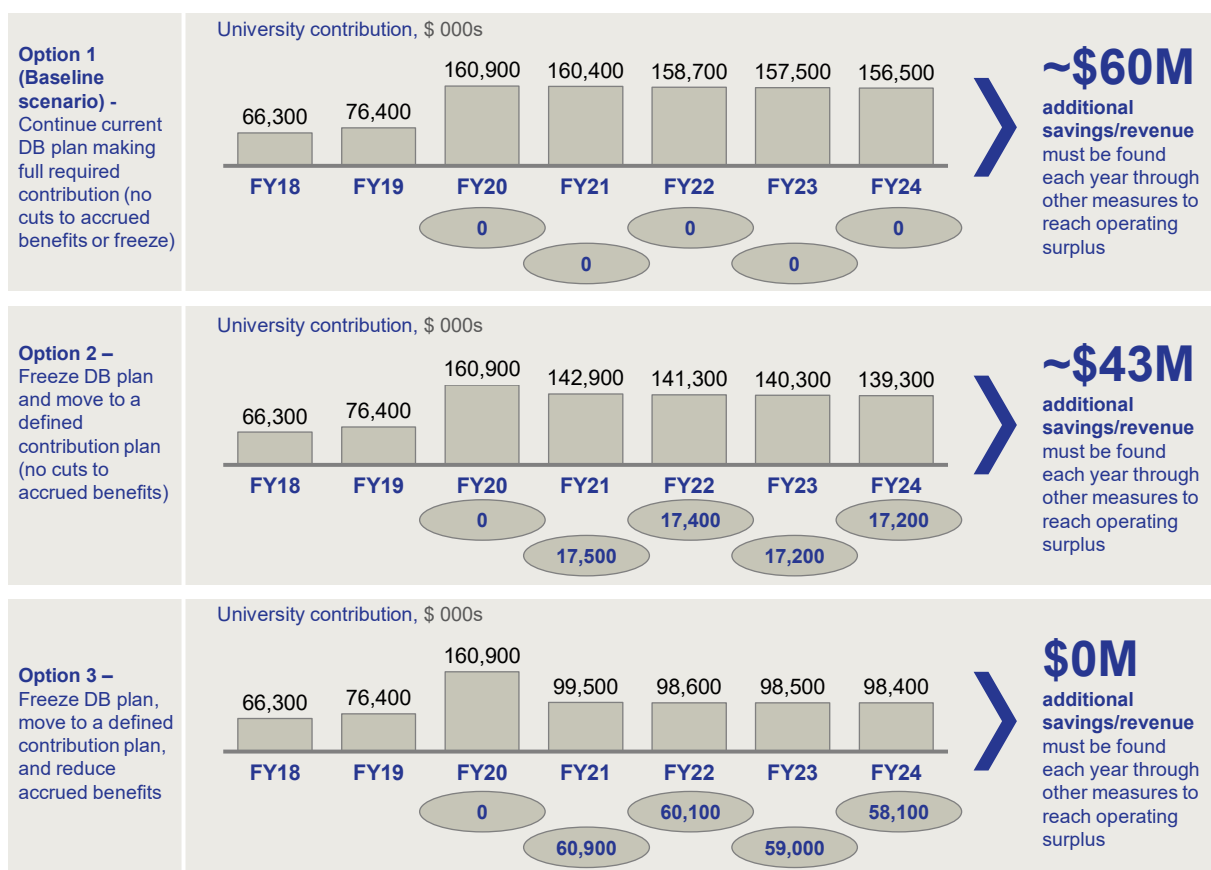 Option 1
(Baseline
scenario) -
Continue current
DB plan making
full required
contribution (no
cuts to accrued
benefits or freeze)
University contribution, $ 000s
66,300
76,400
160,900
160,400
158,700
157,500
156,500
FY18
FY19
FY20
FY21
FY22
FY23
FY24
0
0
0
0
0
~$60M
additional
savings/revenue
must be found
each year through
other measures to
reach operating
surplus
Option 2 –
Freeze DB plan
and move to a
defined
contribution plan
(no cuts to
accrued benefits)
University contribution, $ 000s
66,300
76,400
160,900
142,900
141,300
140,300
139,300
FY18
FY19
FY20
FY21
FY22
FY23
FY24
0
17,500
17,400
17,200
17,200
~$43M
additional
savings/revenue
must be found
each year through
other measures to
reach operating
surplus
Option 3 –
Freeze DB plan,
move to a defined
contribution plan,
and reduce
accrued benefits
University contribution, $ 000s
66,300
76,400
160,900
99,500
98,600
98,500
98,400
FY18
FY19
FY20
FY21
FY22
FY23
FY24
0
60,900
60,100
59,000
58,100
$0M
additional
savings/revenue
must be found
each year through
other measures to
reach operating
surplus